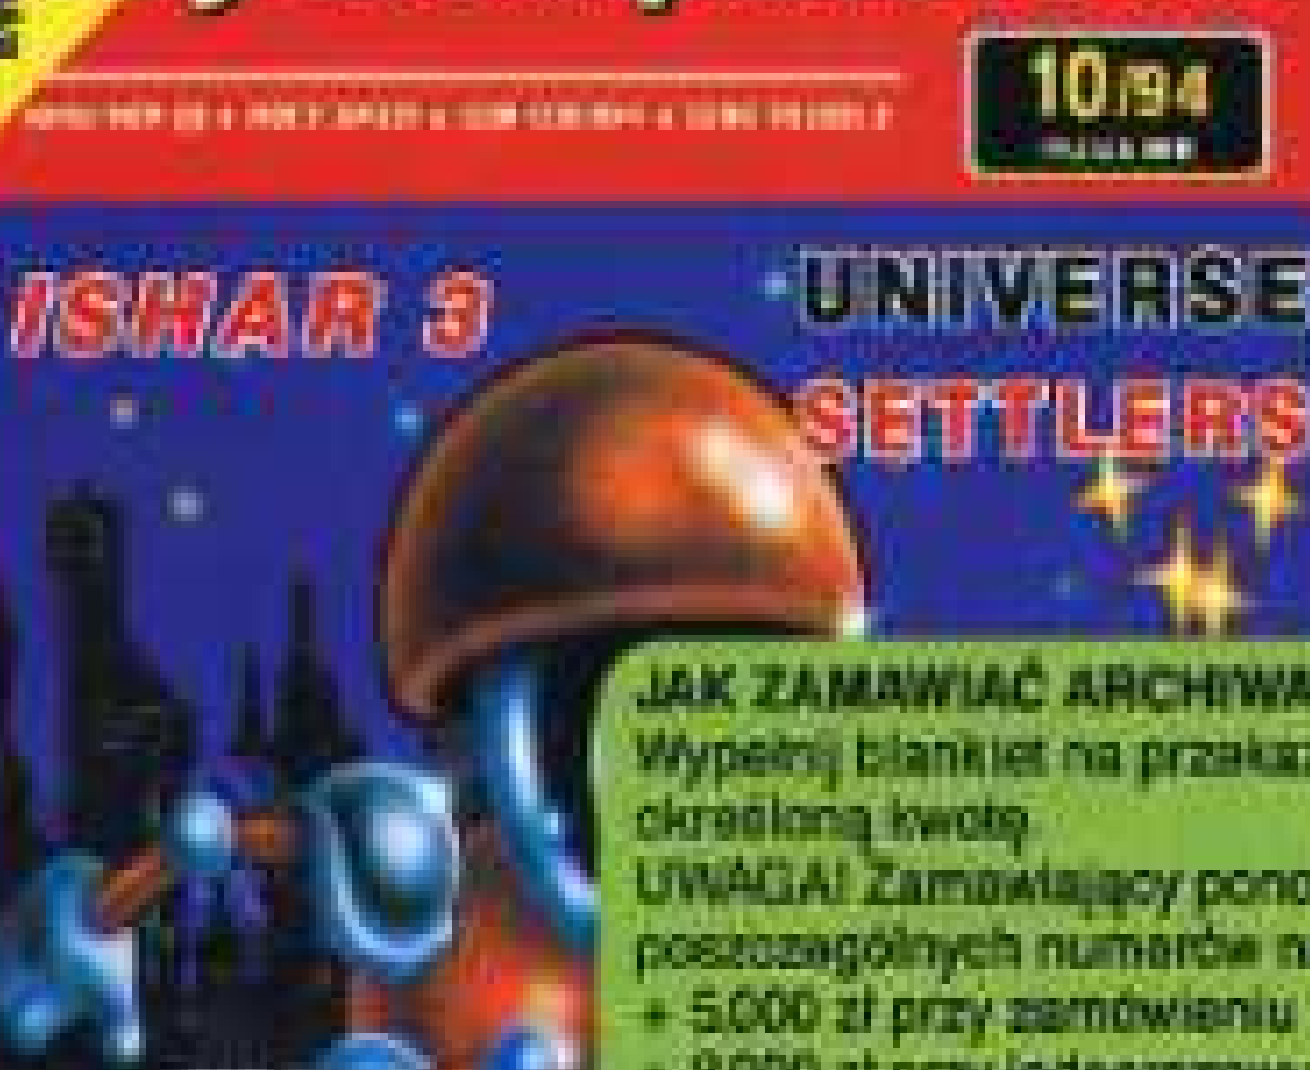 10/94
ISHAR 3
UNIVERSE
SETTLERS
JAK ZAMAWIAĆ ARCHIWA
Wypełnij blankiet na przekaz
określoną kwotę.
UWAGA! Zamawiający pono
poszczególnych numerów n
+ 5.000 zł przy zamówieniu